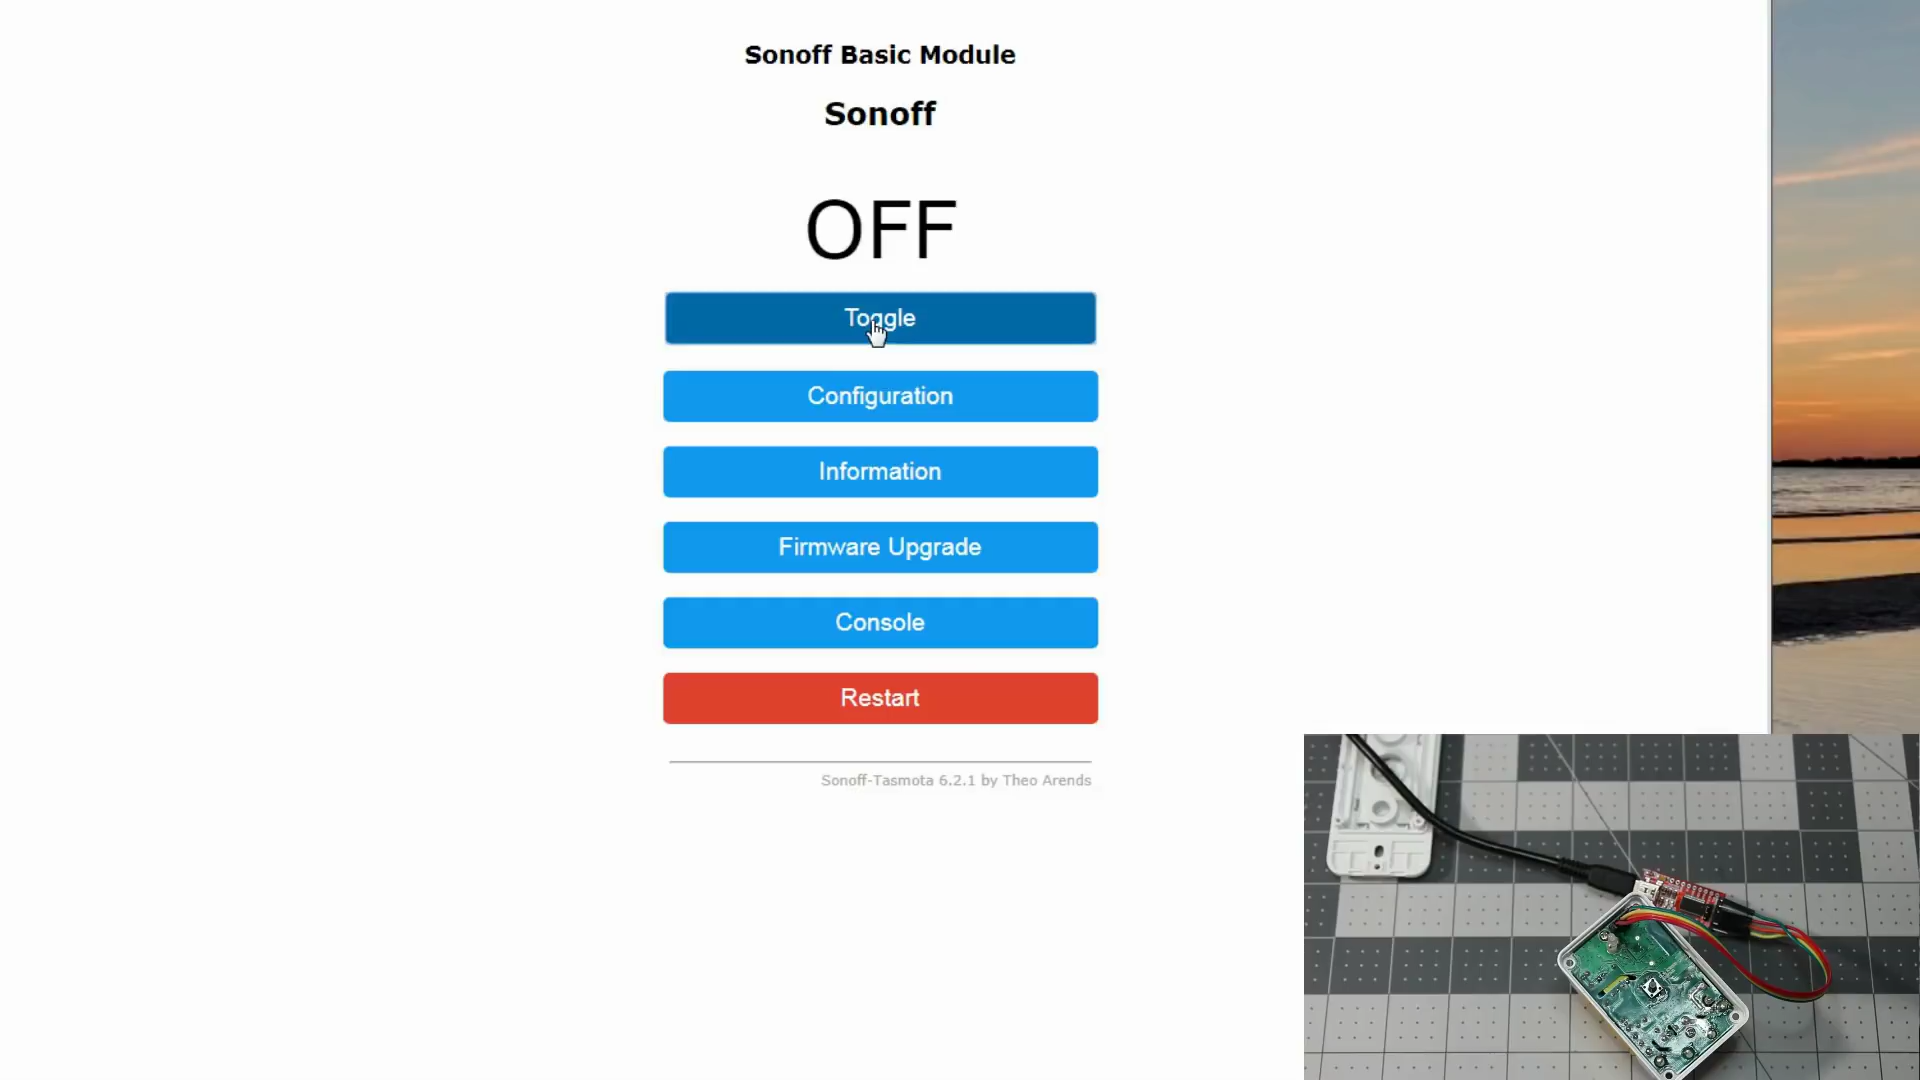 Sonoff Basic Module
Sonoff
OFF
Toggle
Configuration
Information
Firmware Upgrade
Console
Restart
Sonoff-Tasmota 6.2.1 by Theo Arends